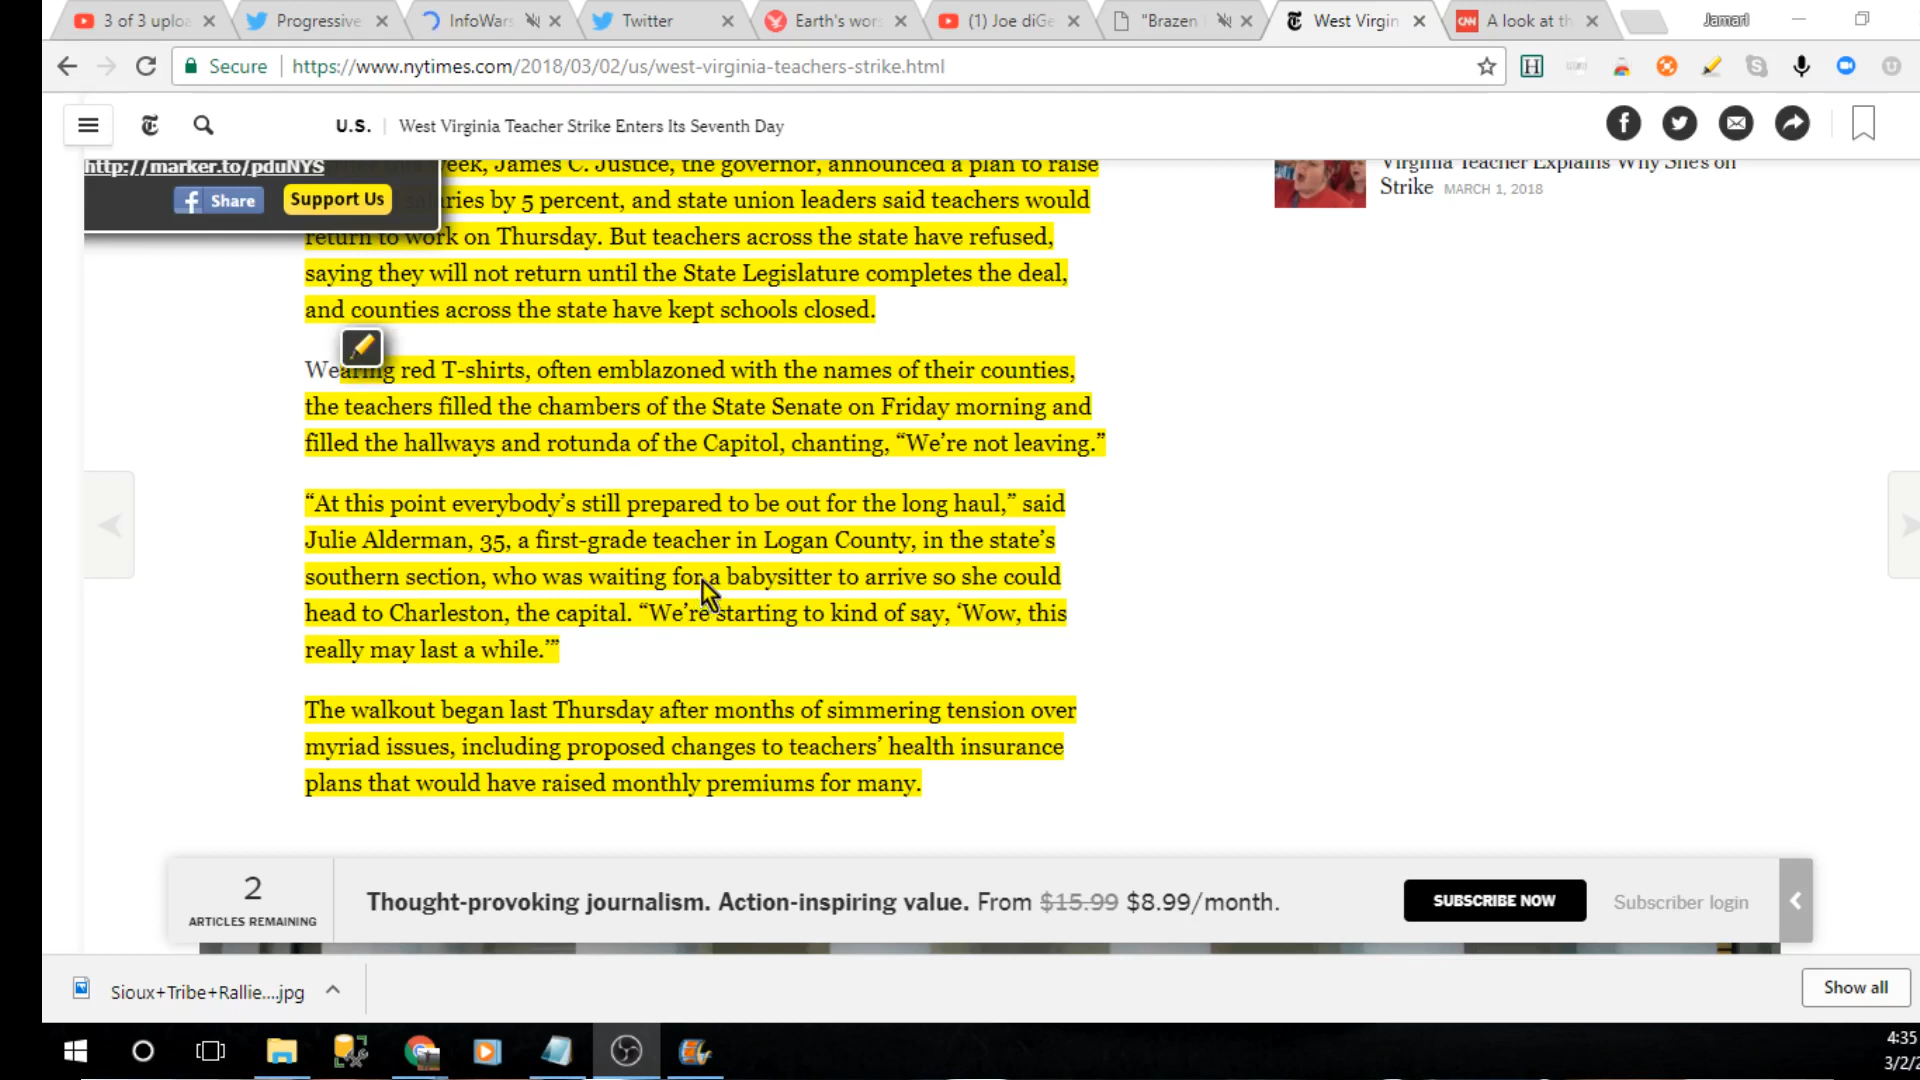 3 of 3 uploa
Progressive
InfoWars
Twitter
Earth's wors
(1) Joe diGe
"Brazen
West Virgin
CNN
A look at th
Jamarl
Secure
https://www.nytimes.com/2018/03/02/us/west-virginia-teachers-strike.html
U.S.
West Virginia Teacher Strike Enters Its Seventh Day
http://marker.to/pduNYS
Share
Support Us
eek, James C. Justice, the governor, announced a plan to raise
ries by 5 percent, and state union leaders said teachers would
return to work on Thursday. But teachers across the state have refused,
saying they will not return until the State Legislature completes the deal,
and counties across the state have kept schools closed.
Wearing red T-shirts, often emblazoned with the names of their counties,
the teachers filled the chambers of the State Senate on Friday morning and
filled the hallways and rotunda of the Capitol, chanting, “We’re not leaving.”
“At this point everybody’s still prepared to be out for the long haul,” said
Julie Alderman, 35, a first-grade teacher in Logan County, in the state’s
southern section, who was waiting for a babysitter to arrive so she could
head to Charleston, the capital. “We’re starting to kind of say, ‘Wow, this
really may last a while.’”
The walkout began last Thursday after months of simmering tension over
myriad issues, including proposed changes to teachers’ health insurance
plans that would have raised monthly premiums for many.
Virginia Teacher Explains Why She’s on
Strike MARCH 1, 2018
2
ARTICLES REMAINING
Thought-provoking journalism. Action-inspiring value. From $15.99 $8.99/month.
SUBSCRIBE NOW
Subscriber login
Sioux+Tribe+Rallie....jpg
Show all
4:35
3/2/2